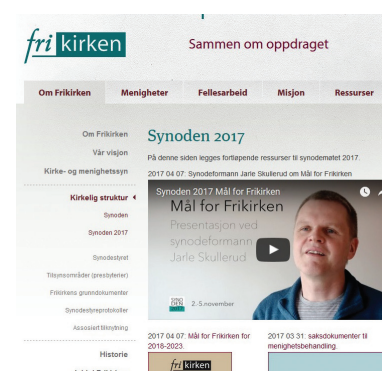 fri kirken
Sammen om oppdraget
Om Frikirken
Menigheter
Fellesarbeid
Misjon
Ressurser
Om Frikirken
Vår visjon
Kirke- og menighetssyn
Kirkelig struktur
Synoden
Synoden 2017
Synodestyret
Tilsynsområder (presbyterier)
Frikirkens grunndokumenter
Synodestyreprotokoller
Assosiert tilknytning
Historie
Synoden 2017
På denne siden legges fortløpende ressurser til synodemøtet 2017.
2017 04 07: Synodeformann Jarle Skullerud om Mål for Frikirken
Synoden 2017 Mål for Frikirken
Mål for Frikirken
Presentasjon ved
synodeformann
Jarle Skullerud
SYNODEN
2017
2.-5.november
2017 04 07: Mål for Frikirken for
2018-2023.
fri kirken
2017 03 31: saksdokumenter til
menighetsbehandling.